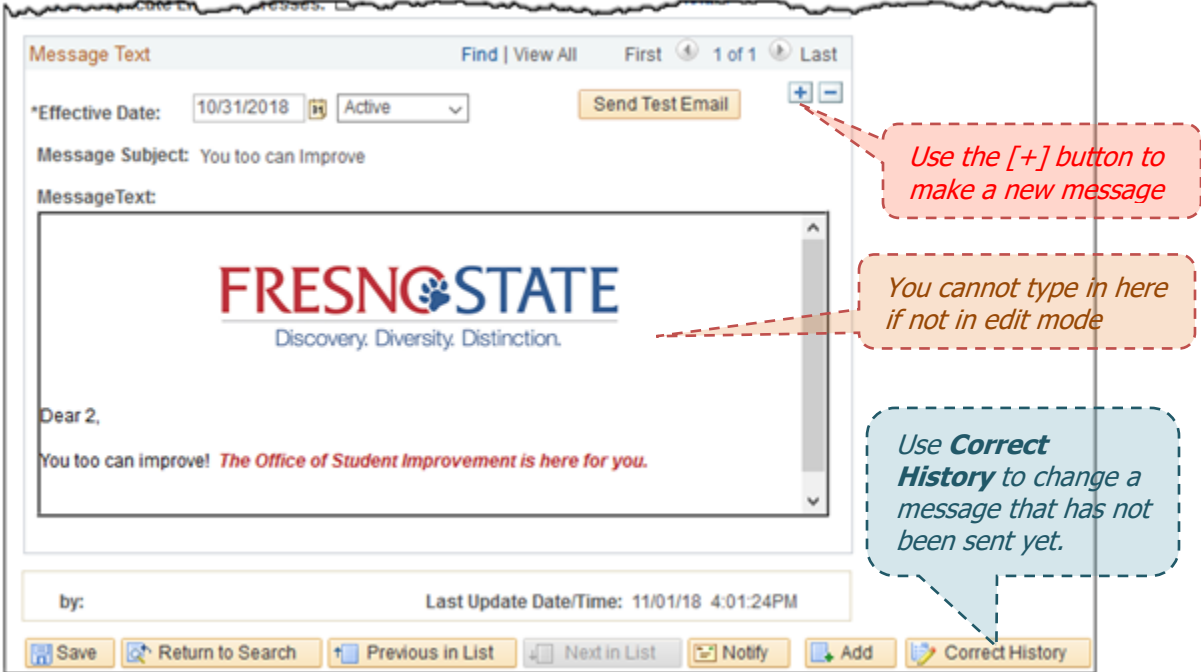 Message Text Find | View All First 1 of 1 Last
*Effective Date: 10/31/2018 31 Active Send Test Email + -
Use the [+] button to
make a new message
Message Subject: You too can Improve
MessageText:
FRESNO STATE
Discovery. Diversity. Distinction.
You cannot type in here
if not in edit mode
Dear 2,
You too can improve! The Office of Student Improvement is here for you.
Use Correct
History to change a
message that has not
been sent yet.
by: Last Update Date/Time: 11/01/18 4:01:24PM
Save Return to Search Previous in List Next in List Notify Add Correct History